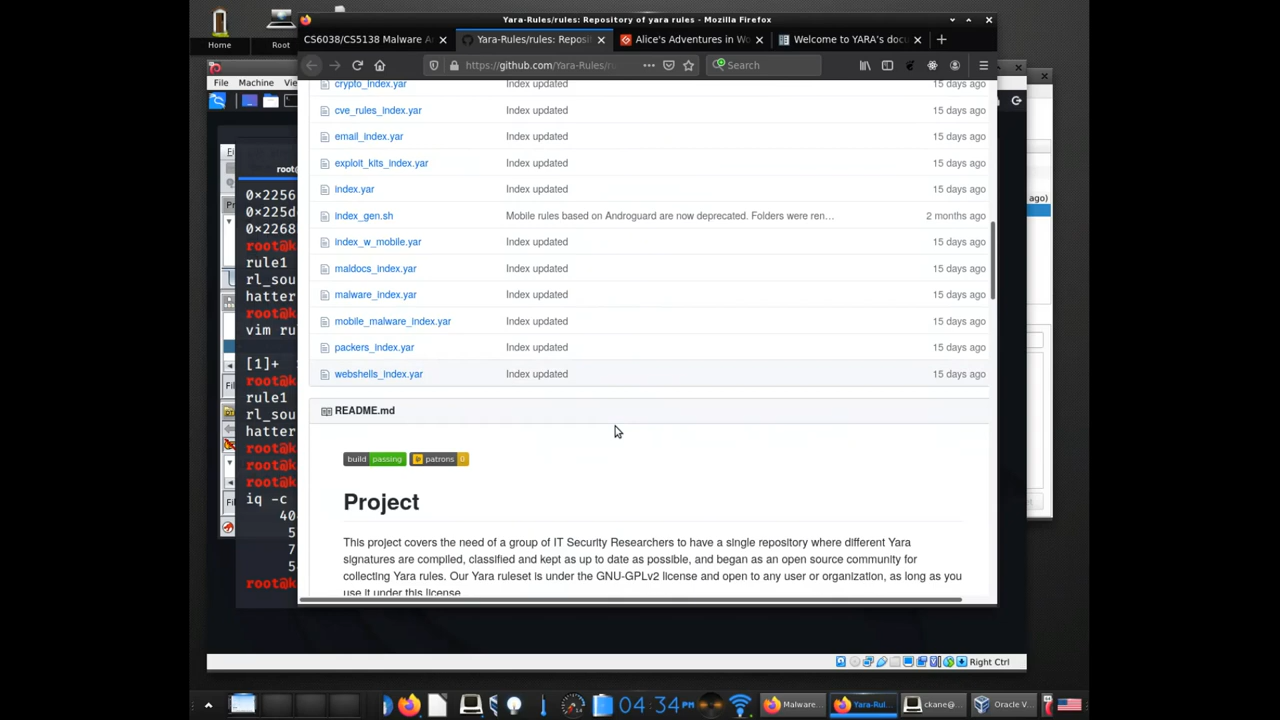 Home
Root
Yara-Rules/rules: Repository of yara rules - Mozilla Firefox
CS6038/CS5138 Malware A
Yara-Rules/rules: Reposi
Alice's Adventures in Wo
Welcome to YARA's docu
https://github.com/Yara-Rules/r
Search
File Machine
crypto_index.yar Index updated 15 days ago
cve_rules_index.yar Index updated 15 days ago
email_index.yar Index updated 15 days ago
exploit_kits_index.yar Index updated 15 days ago
index.yar Index updated 15 days ago
index_gen.sh Mobile rules based on Androguard are now deprecated. Folders were ren… 2 months ago
index_w_mobile.yar Index updated 15 days ago
maldocs_index.yar Index updated 15 days ago
malware_index.yar Index updated 15 days ago
mobile_malware_index.yar Index updated 15 days ago
packers_index.yar Index updated 15 days ago
webshells_index.yar Index updated 15 days ago
README.md
build passing patrons 0
Project
This project covers the need of a group of IT Security Researchers to have a single repository where different Yara
signatures are compiled, classified and kept as up to date as possible, and began as an open source community for
collecting Yara rules. Our Yara ruleset is under the GNU-GPLv2 license and open to any user or organization, as long as you
use it under this license.
root@
0×2256
0×225d
0×2268
root@k
rule1
rl_sou
hatter
root@k
vim ru
[1]+
root@k
rule1
rl_sou
hatter
root@k
root@k
root@k
iq -c
40
5
7
5
root@k
ago)
Right Ctrl
04:34PM
Malware...
Yara-Rul...
ckane@...
Oracle V...